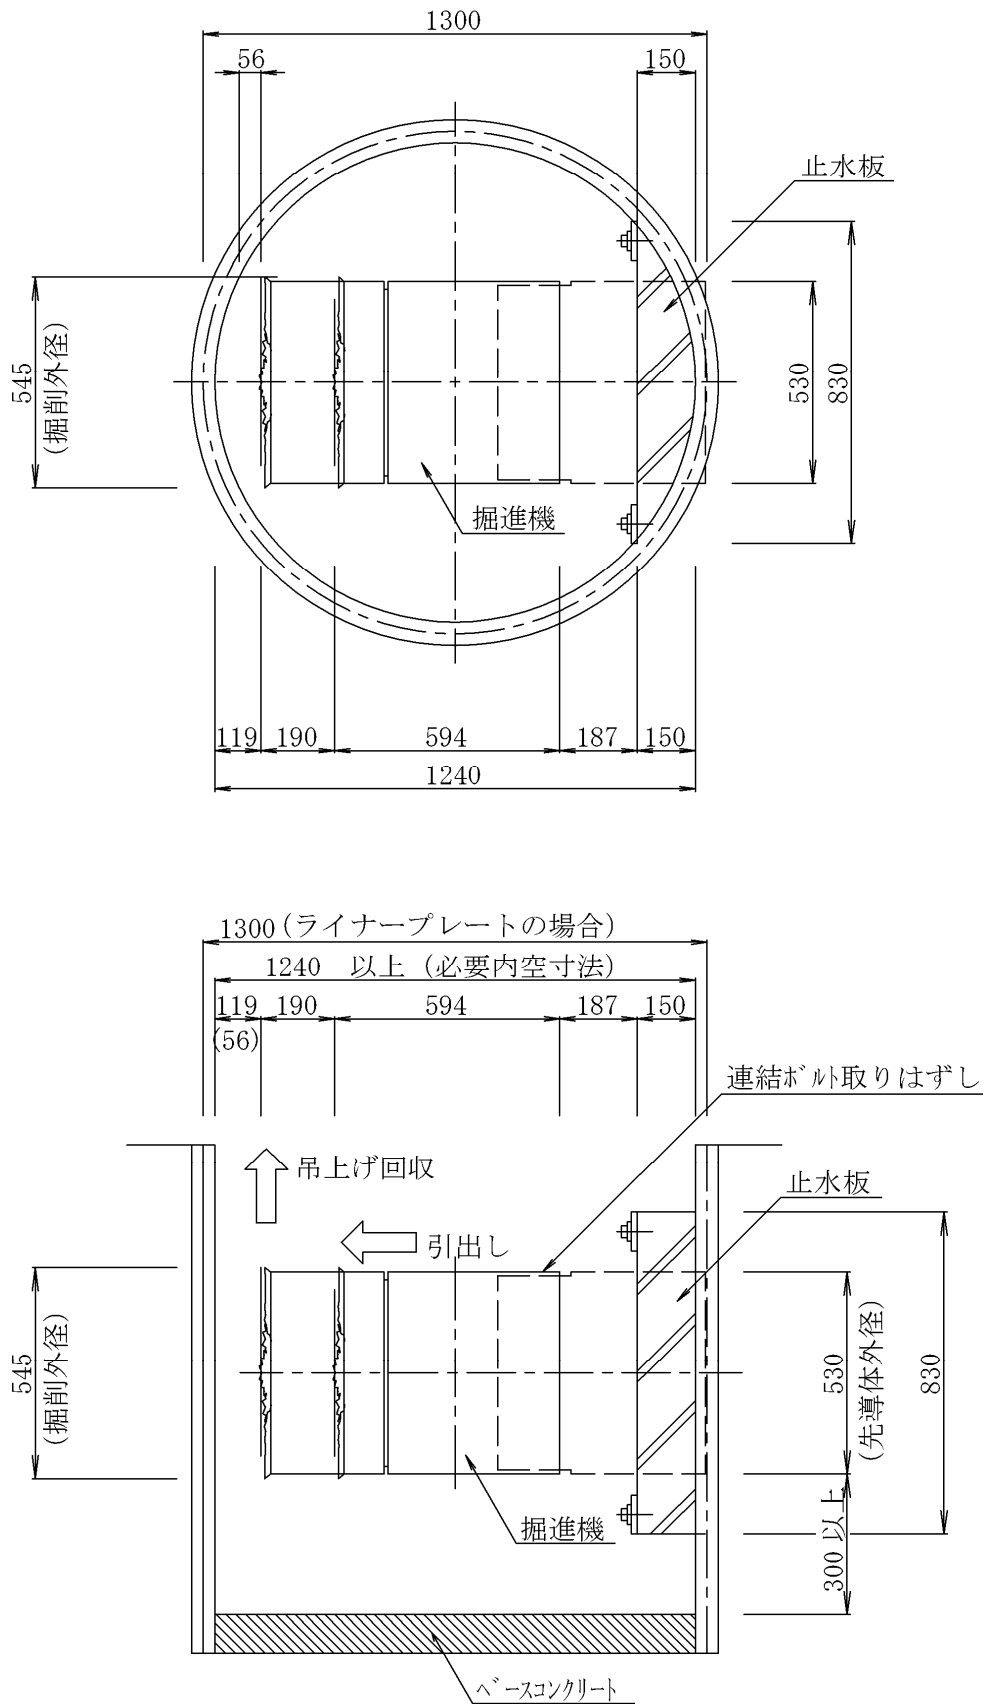 1300
56
150
止水板
545
(掘削外径)
530
830
掘進機
119 190 594 187 150
1240
1300(ライナープレートの場合)
1240 以上(必要内空寸法)
119 190 594 187 150
(56)
連結ボルト取りはずし
吊上げ回収
止水板
引出し
545
(掘削外径)
530
(先導体外径)
830
掘進機
300以上
ベースコンクリート